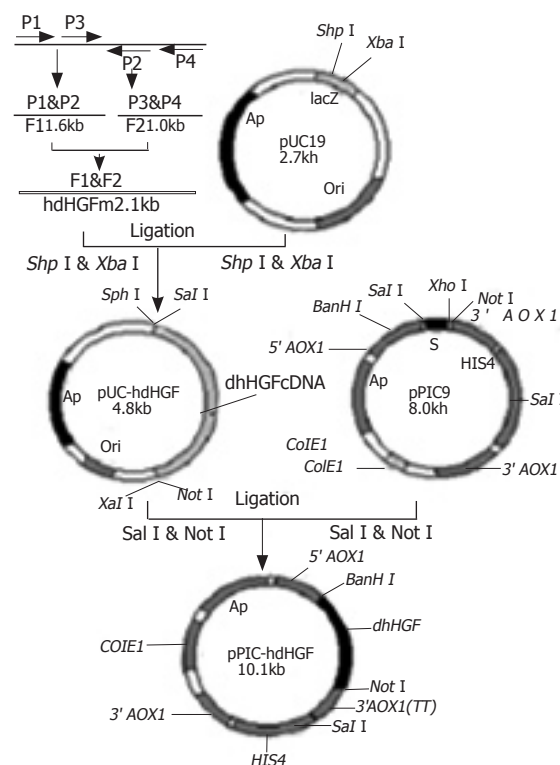 P1 P3
P2 P4
P1&P2 P3&P4
F11.6kb F21.0kb
F1&F2
hdHGFm2.1kb
Ligation
Shp I & Xba I Shp I & Xba I
Shp I
Xba I
lacZ
Ap
pUC19
2.7kh
Ori
Sph I SaI I
Ap
pUC-hdHGF
4.8kb
dhHGFcDNA
Ori
XaI I Not I
Xho I
SaI I Not I
BanH I 3' A O X 1
S
5' AOX1 HIS4
Ap
pPIC9
8.0kh
SaI I
CoIE1
ColE1
3' AOX1
Ligation
Sal I & Not I Sal I & Not I
5' AOX1
BanH I
Ap
dhHGF
COIE1
pPIC-hdHGF
10.1kb
Not I
3'AOX1(TT)
3' AOX1 SaI I
HIS4